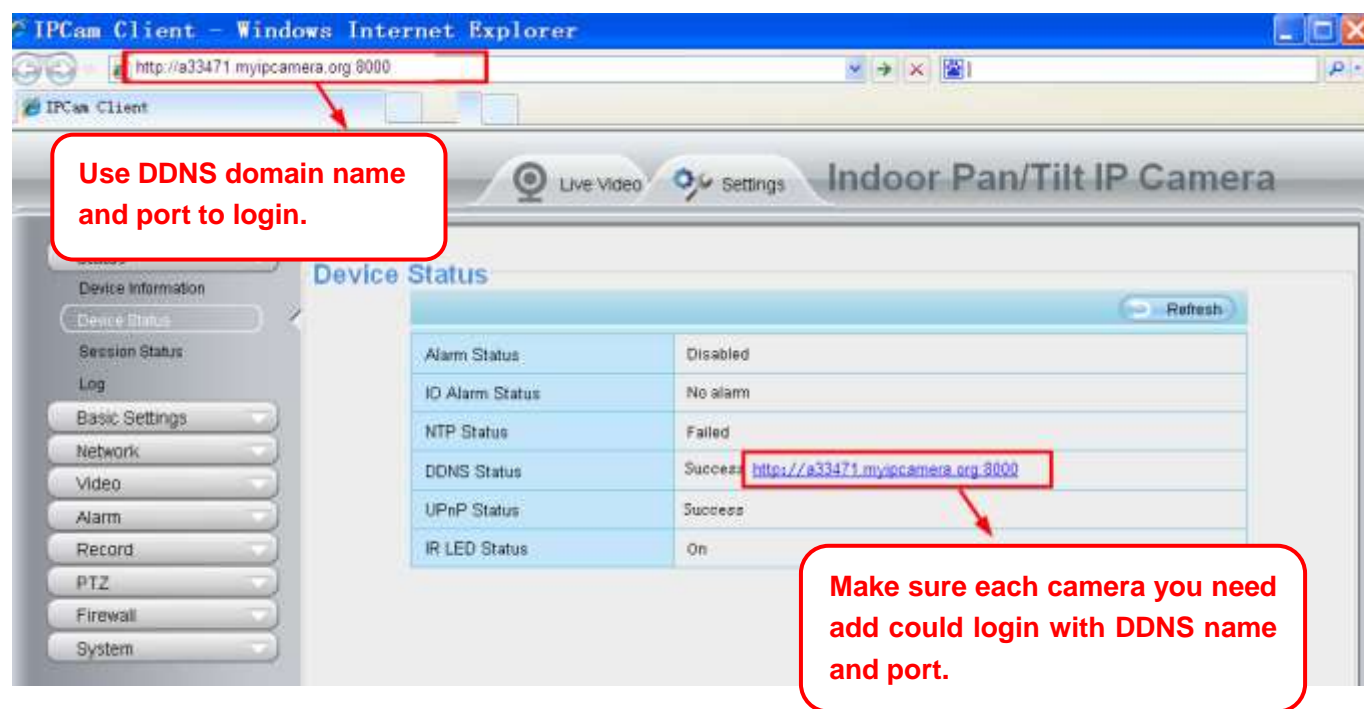 IPCam Client - Windows Internet Explorer
http://a33471.myipcamera.org:8000
IPCam Client
Use DDNS domain name
and port to login.
Live Video
Settings
Indoor Pan/Tilt IP Camera
Device Status
Device Information
Device Status
Session Status
Log
Basic Settings
Network
Video
Alarm
Record
PTZ
Firewall
System
Refresh
Alarm Status Disabled
IO Alarm Status No alarm
NTP Status Failed
DDNS Status Success http://a33471.myipcamera.org:8000
UPnP Status Success
IR LED Status On
Make sure each camera you need
add could login with DDNS name
and port.